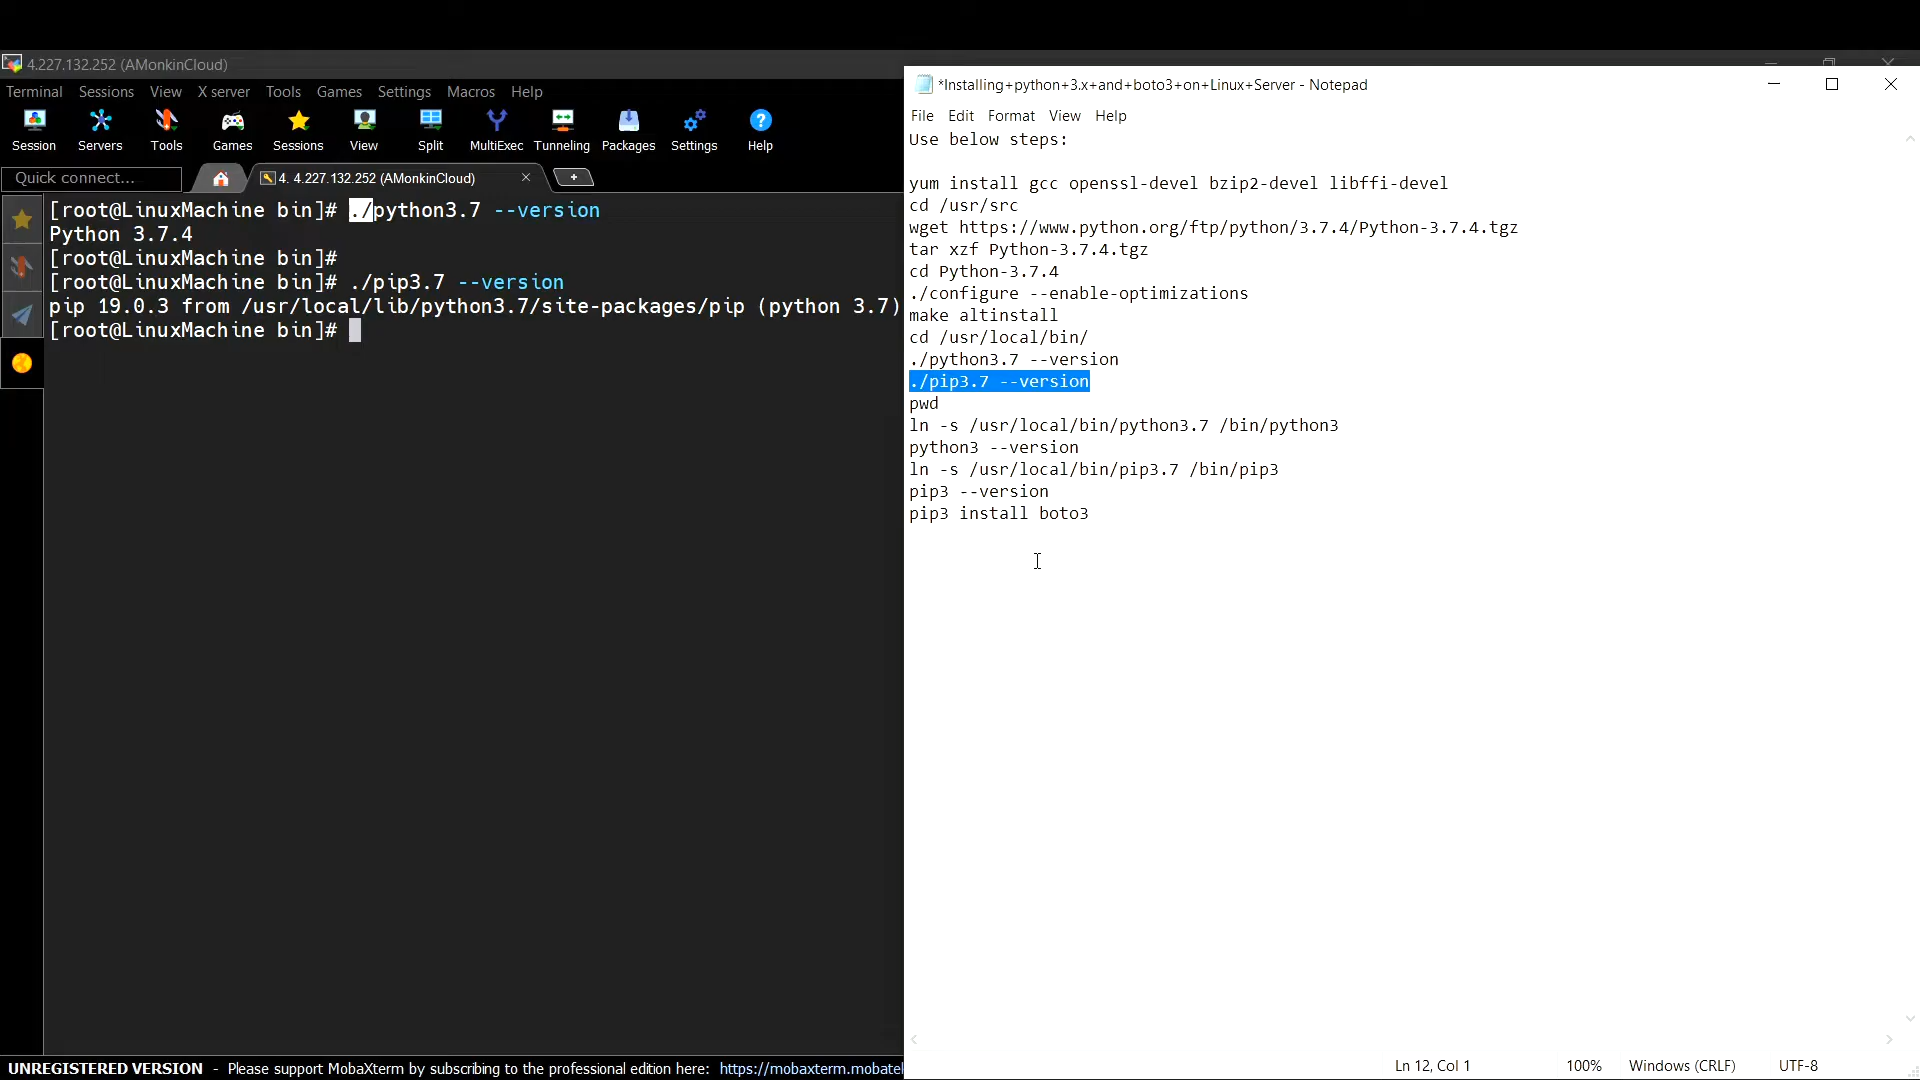 4.227.132.252 (AMonkinCloud)
Terminal Sessions View X server Tools Games Settings Macros Help
Session Servers Tools Games Sessions View Split MultiExec Tunneling Packages Settings Help
Quick connect...
4. 4.227.132.252 (AMonkinCloud)
[root@LinuxMachine bin]# ./python3.7 --version
Python 3.7.4
[root@LinuxMachine bin]#
[root@LinuxMachine bin]# ./pip3.7 --version
pip 19.0.3 from /usr/local/lib/python3.7/site-packages/pip (python 3.7)
[root@LinuxMachine bin]#
UNREGISTERED VERSION - Please support MobaXterm by subscribing to the professional edition here: https://mobaxterm.mobatek
*Installing+python+3.x+and+boto3+on+Linux+Server - Notepad
File Edit Format View Help
Use below steps:
yum install gcc openssl-devel bzip2-devel libffi-devel
cd /usr/src
wget https://www.python.org/ftp/python/3.7.4/Python-3.7.4.tgz
tar xzf Python-3.7.4.tgz
cd Python-3.7.4
./configure --enable-optimizations
make altinstall
cd /usr/local/bin/
./python3.7 --version
./pip3.7 --version
pwd
ln -s /usr/local/bin/python3.7 /bin/python3
python3 --version
ln -s /usr/local/bin/pip3.7 /bin/pip3
pip3 --version
pip3 install boto3
Ln 12, Col 1 100% Windows (CRLF) UTF-8